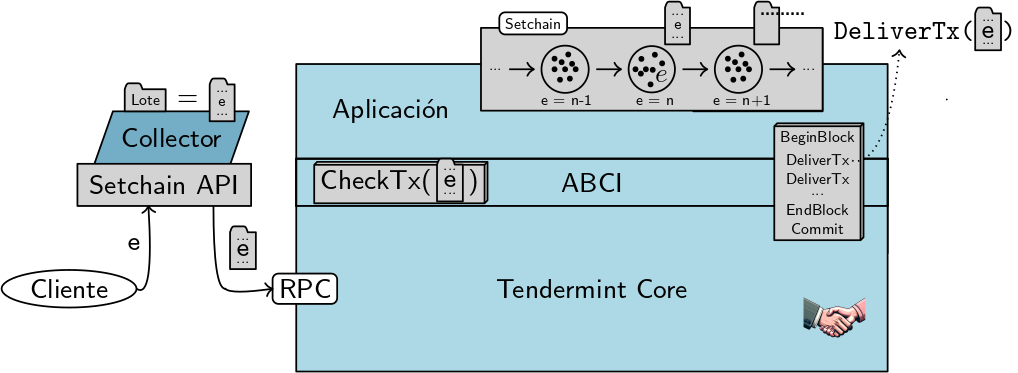 Setchain
...
e
...
...
DeliverTx(
...
e
...
)
... → → → → ...
e
e = n-1
e = n
e = n+1
Lote
=
...
e
...
Aplicación
Collector
BeginBlock
DeliverTx
DeliverTx
...
EndBlock
Commit
Setchain API
CheckTx(
...
e
...
)
ABCI
e
...
e
...
Cliente
RPC
Tendermint Core